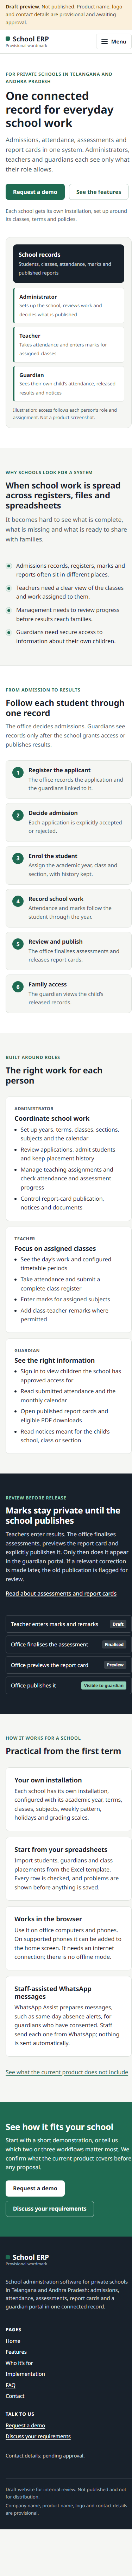 Draft preview. Not published. Product name, logo
and contact details are provisional and awaiting
approval.
School ERP
Provisional wordmark
Menu
FOR PRIVATE SCHOOLS IN TELANGANA AND
ANDHRA PRADESH
One connected
record for everyday
school work
Admissions, attendance, assessments and
report cards in one system. Administrators,
teachers and guardians each see only what
their role allows.
Request a demo
See the features
Each school gets its own installation, set up around
its classes, terms and policies.
School records
Students, classes, attendance, marks and
published reports
Administrator
Sets up the school, reviews work and
decides what is published
Teacher
Takes attendance and enters marks for
assigned classes
Guardian
Sees their own child's attendance, released
results and notices
Illustration: access follows each person's role and
assignment. Not a product screenshot.
WHY SCHOOLS LOOK FOR A SYSTEM
When school work is spread
across registers, files and
spreadsheets
It becomes hard to see what is complete,
what is missing and what is ready to share
with families.
Admissions records, registers, marks and
reports often sit in different places.
Teachers need a clear view of the classes
and work assigned to them.
Management needs to review progress
before results reach families.
Guardians need secure access to
information about their own children.
FROM ADMISSION TO RESULTS
Follow each student through
one record
The office decides admissions. Guardians see
records only after the school grants access or
publishes results.
1
Register the applicant
The office records the application and
the guardians linked to it.
2
Decide admission
Each application is explicitly accepted
or rejected.
3
Enrol the student
Assign the academic year, class and
section, with history kept.
4
Record school work
Attendance and marks follow the
student through the year.
5
Review and publish
The office finalises assessments and
releases report cards.
6
Family access
The guardian views the child's
released records.
BUILT AROUND ROLES
The right work for each
person
ADMINISTRATOR
Coordinate school work
Set up years, terms, classes, sections,
subjects and the calendar
Review applications, admit students
and keep placement history
Manage teaching assignments and
check attendance and assessment
progress
Control report-card publication,
notices and documents
TEACHER
Focus on assigned classes
See the day's work and configured
timetable periods
Take attendance and submit a
complete class register
Enter marks for assigned subjects
Add class-teacher remarks where
permitted
GUARDIAN
See the right information
Sign in to view children the school has
approved access for
Read submitted attendance and the
monthly calendar
Open published report cards and
eligible PDF downloads
Read notices meant for the child's
school, class or section
REVIEW BEFORE RELEASE
Marks stay private until the
school publishes
Teachers enter results. The office finalises
assessments, previews the report card and
explicitly publishes it. Only then does it appear
in the guardian portal. If a relevant correction
is made later, the old publication is flagged for
review.
Read about assessments and report cards
Teacher enters marks and remarks
Draft
Office finalises the assessment
Finalised
Office previews the report card
Preview
Office publishes it
Visible to guardian
HOW IT WORKS FOR A SCHOOL
Practical from the first term
Your own installation
Each school has its own installation,
configured with its academic year, terms,
classes, subjects, weekly pattern,
holidays and grading scales.
Start from your spreadsheets
Import students, guardians and class
placements from the Excel template.
Every row is checked, and problems are
shown before anything is saved.
Works in the browser
Use it on office computers and phones.
On supported phones it can be added to
the home screen. It needs an internet
connection; there is no offline mode.
Staff-assisted WhatsApp
messages
WhatsApp Assist prepares messages,
such as same-day absence alerts, for
guardians who have consented. Staff
send each one from WhatsApp; nothing
is sent automatically.
See what the current product does not include
See how it fits your school
Start with a short demonstration, or tell us
which two or three workflows matter most. We
confirm what the current product covers before
any proposal.
Request a demo
Discuss your requirements
School ERP
Provisional wordmark
School administration software for private schools
in Telangana and Andhra Pradesh: admissions,
attendance, assessments, report cards and a
guardian portal in one connected record.
PAGES
Home
Features
Who it's for
Implementation
FAQ
Contact
TALK TO US
Request a demo
Discuss your requirements
Contact details: pending approval.
Draft website for internal review. Not published and not
for distribution.
Company name, product name, logo and contact details
are provisional.